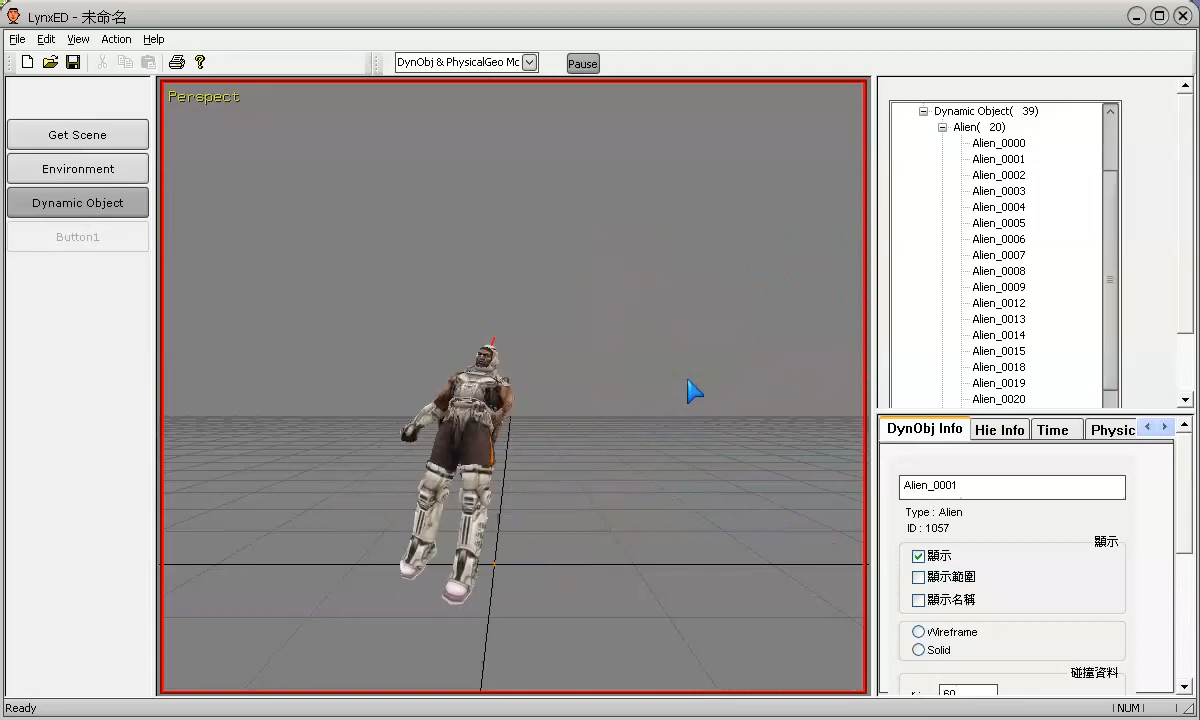 LynxED - 未命名
File Edit View Action Help
DynObj & PhysicalGeo Mc
Pause
Get Scene
Environment
Dynamic Object
Button1
Perspect
Dynamic Object( 39)
Alien( 20)
Alien_0000
Alien_0001
Alien_0002
Alien_0003
Alien_0004
Alien_0005
Alien_0006
Alien_0007
Alien_0008
Alien_0009
Alien_0012
Alien_0013
Alien_0014
Alien_0015
Alien_0018
Alien_0019
Alien_0020
DynObj Info Hie Info Time Physic
Alien_0001
Type : Alien
ID : 1057
顯示
顯示
顯示範圍
顯示名稱
Wireframe
Solid
碰撞資料
60
Ready
NUM